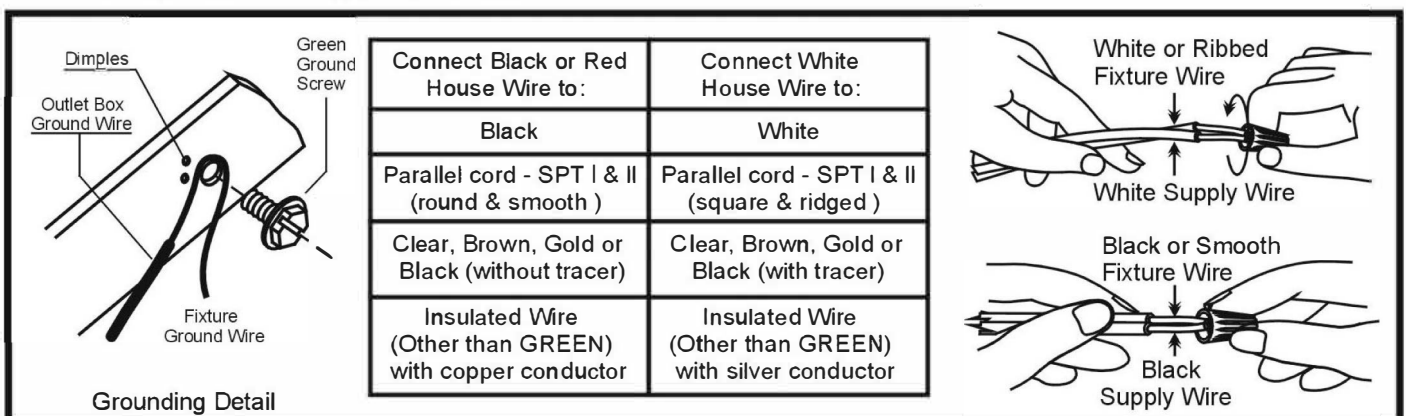 Dimples
Green
Ground
Screw
Outlet Box
Ground Wire
Fixture
Ground Wire
Grounding Detail
Connect Black or Red
House Wire to:
Connect White
House Wire to:
Black
White
Parallel cord - SPT I & II
(round & smooth )
Parallel cord - SPT I & II
(square & ridged )
Clear, Brown, Gold or
Black (without tracer)
Clear, Brown, Gold or
Black (with tracer)
Insulated Wire
(Other than GREEN)
with copper conductor
Insulated Wire
(Other than GREEN)
with silver conductor
White or Ribbed
Fixture Wire
White Supply Wire
Black or Smooth
Fixture Wire
Black
Supply Wire